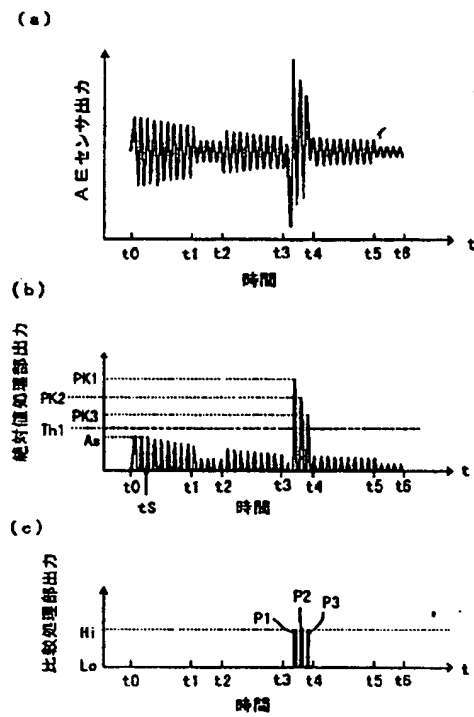 (a)
AEセンサ出力
t0 t1 t2 t3 t4 t5 t6 t
時間
(b)
絶対値処理部出力
PK1
PK2
PK3
Th1
As
t0 tS t1 t2 t3 t4 t5 t6 t
時間
(c)
比較処理部出力
P1 P2 P3
Hi
Lo
t0 t1 t2 t3 t4 t5 t6 t
時間